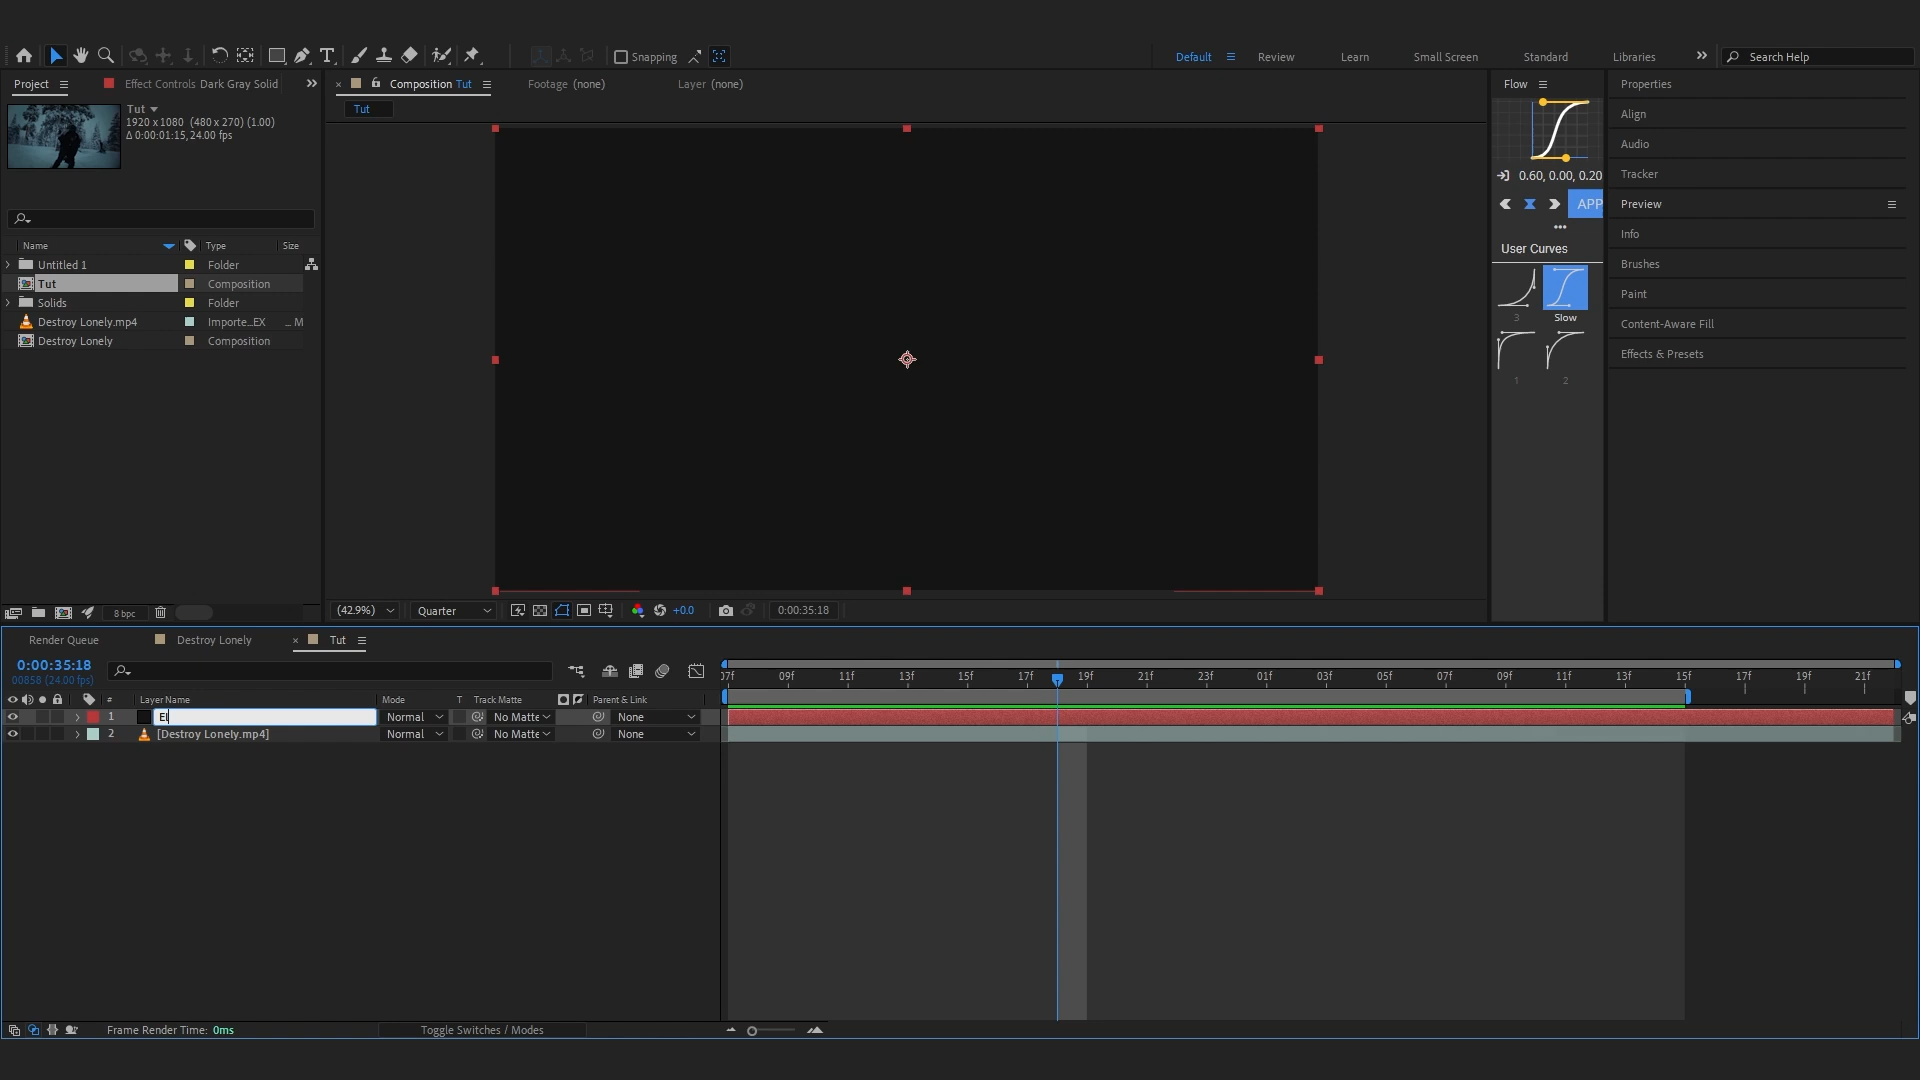 Snapping
Default
Review
Learn
Small Screen
Standard
Libraries
Search Help
Project
Effect Controls Dark Gray Solid
Composition Tut
Footage (none)
Layer (none)
Flow
Properties
Tut
1920 x 1080 (480 x 270) (1.00)
Δ 0:00:01:15, 24.00 fps
Tut
Align
Audio
Tracker
0.60, 0.00, 0.20
Preview
APP
Info
User Curves
Brushes
Paint
Content-Aware Fill
Effects & Presets
3
Slow
1
2
Name
Type
Size
Untitled 1
Folder
Tut
Composition
Solids
Folder
Destroy Lonely.mp4
Importe...EX
... M
Destroy Lonely
Composition
8 bpc
(42.9%)
Quarter
+0.0
0:00:35:18
Render Queue
Destroy Lonely
Tut
0:00:35:18
00858 (24.00 fps)
07f 09f 11f 13f 15f 17f 19f 21f 23f 01f 03f 05f 07f 09f 11f 13f 15f 17f 19f 21f
# Layer Name Mode T Track Matte Parent & Link
1 El Normal No Matte None
2 [Destroy Lonely.mp4] Normal No Matte None
Frame Render Time: 0ms
Toggle Switches / Modes